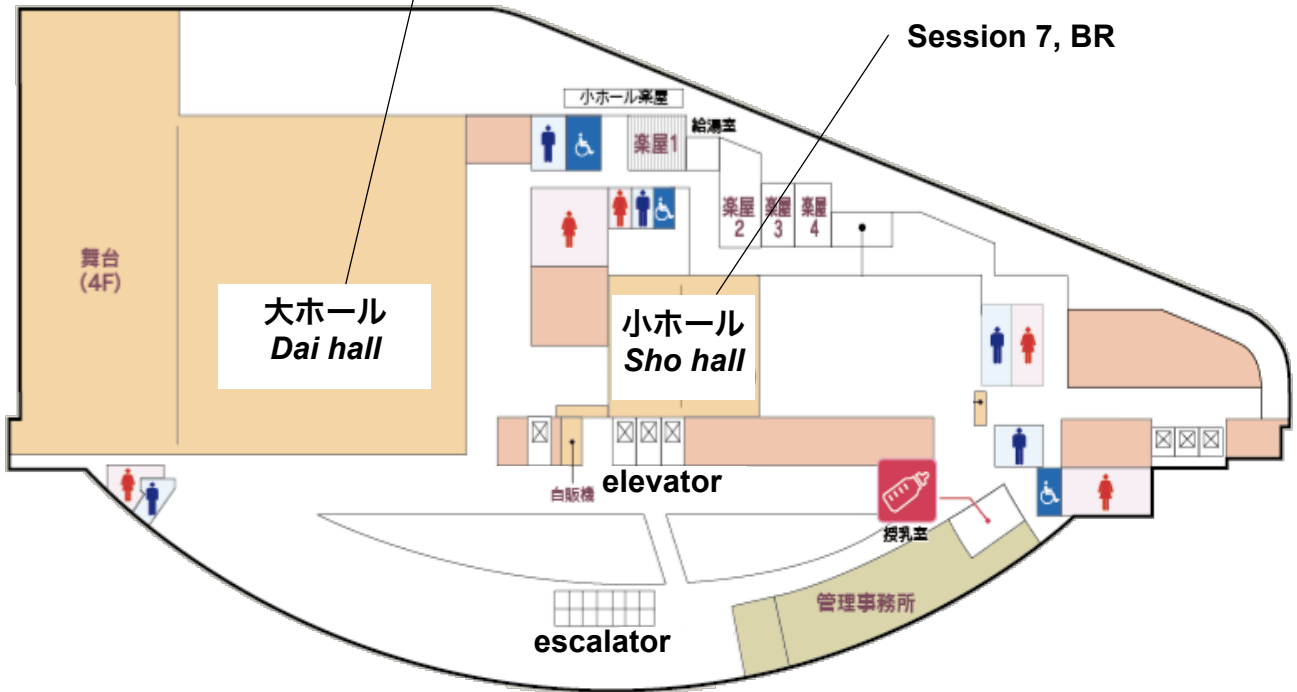 Session 7, BR
小ホール楽屋
給湯室
楽屋1
楽屋
2
楽屋
3
楽屋
4
舞台
(4F)
大ホール
Dai hall
小ホール
Sho hall
自販機
elevator
授乳室
管理事務所
escalator